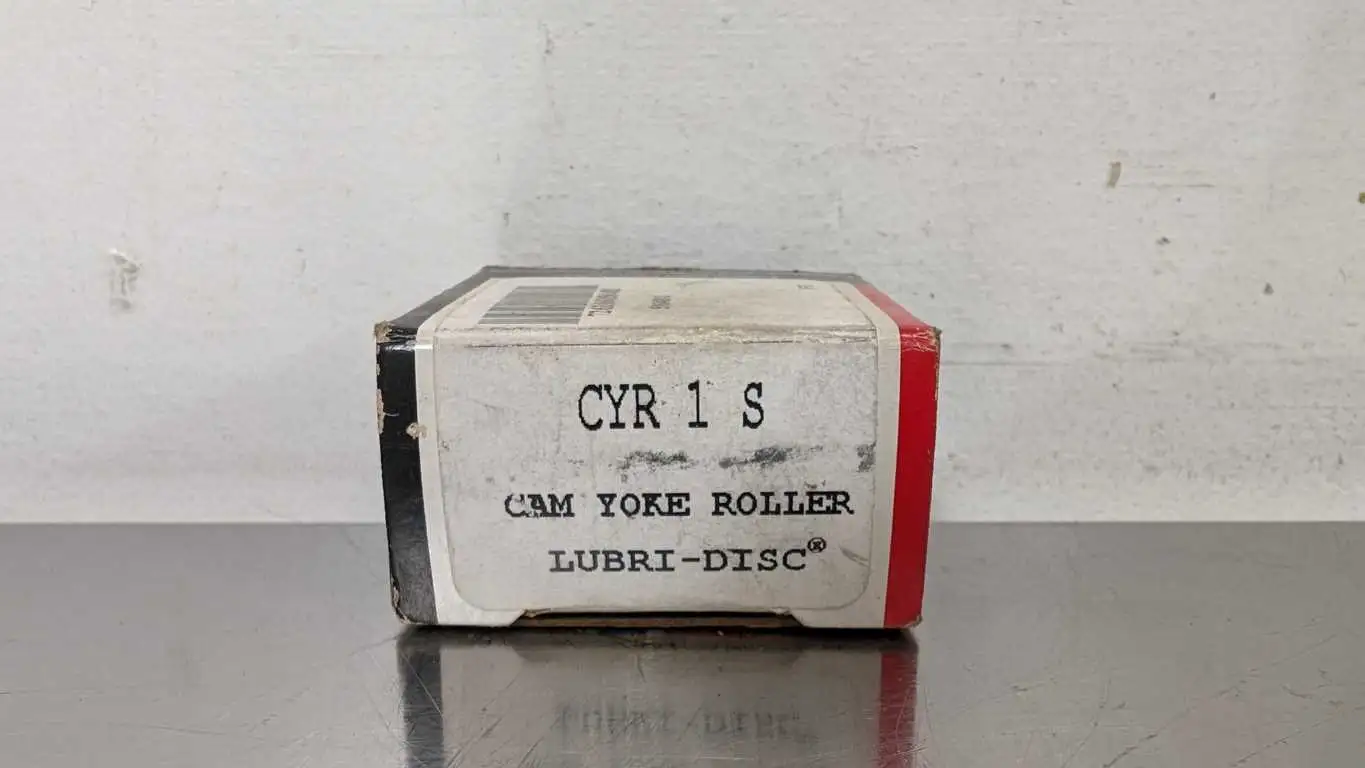 CYR 1 S
CAM YOKE ROLLER
LUBRI-DISC®